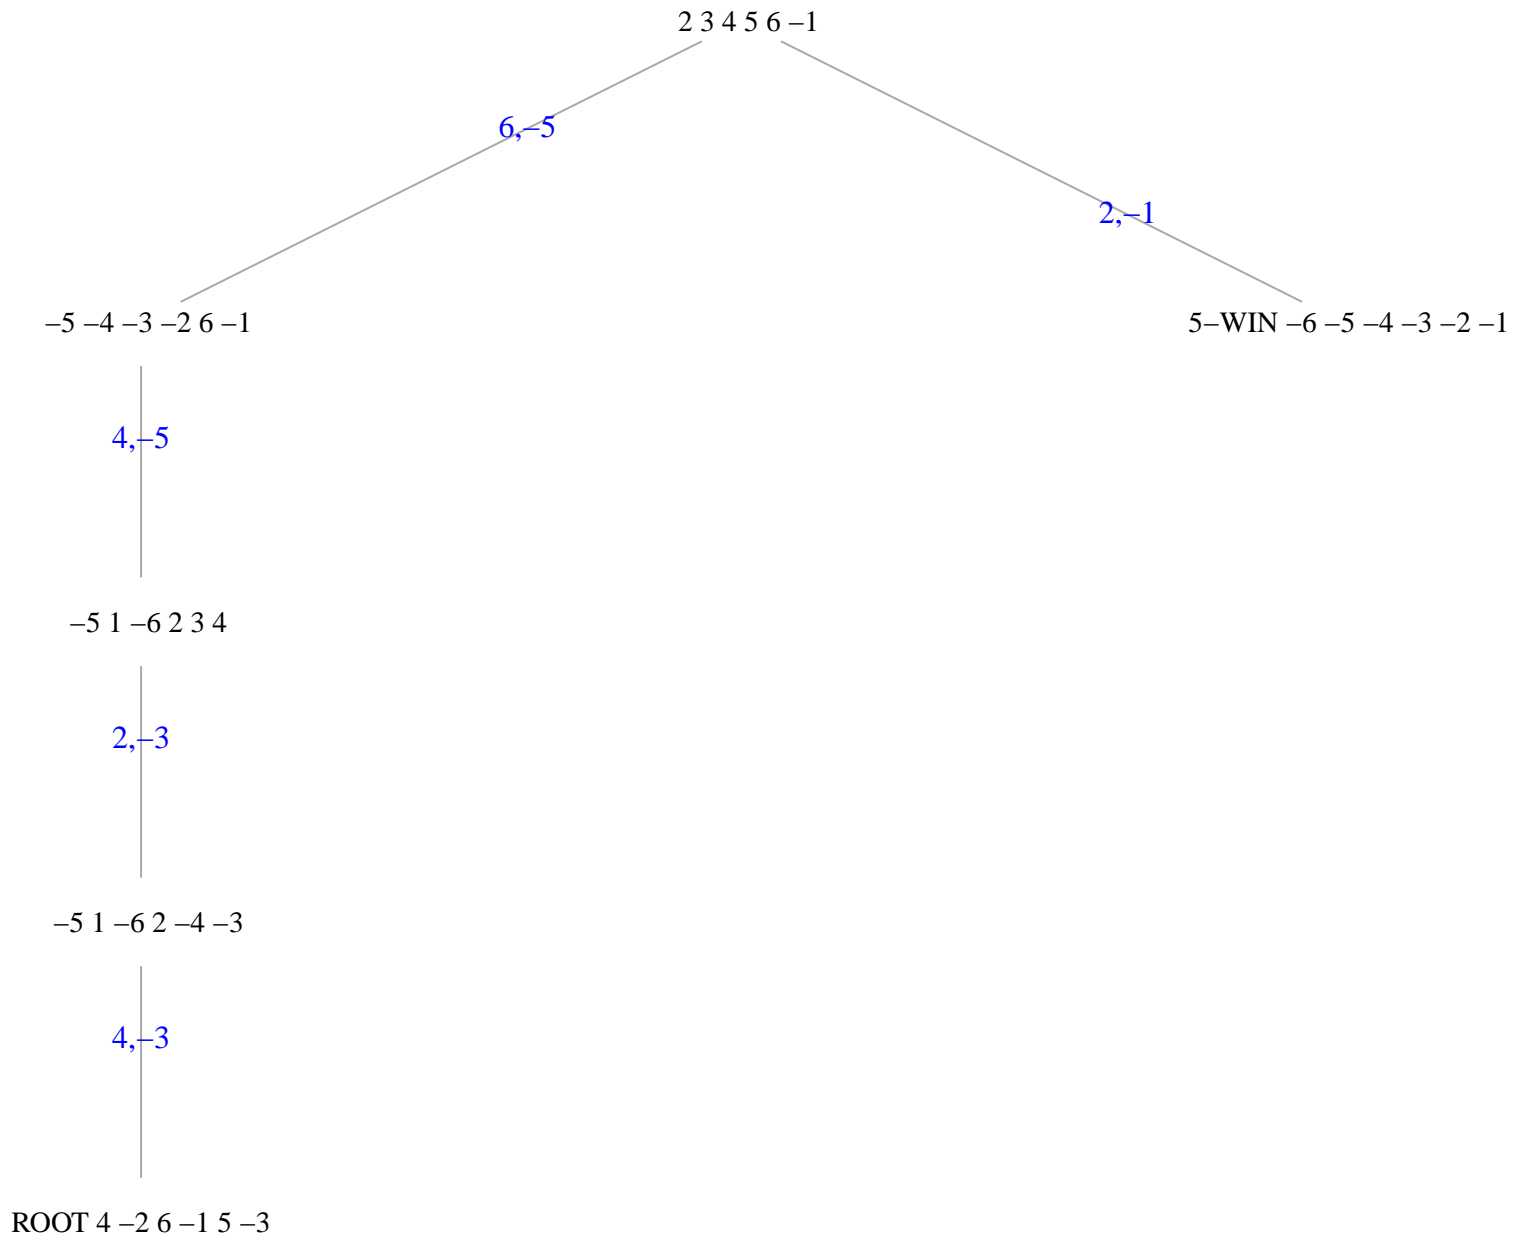 2 3 4 5 6 –1
6,–5
2,–1
–5 –4 –3 –2 6 –1
5–WIN –6 –5 –4 –3 –2 –1
4,–5
–5 1 –6 2 3 4
2,–3
–5 1 –6 2 –4 –3
4,–3
ROOT 4 –2 6 –1 5 –3